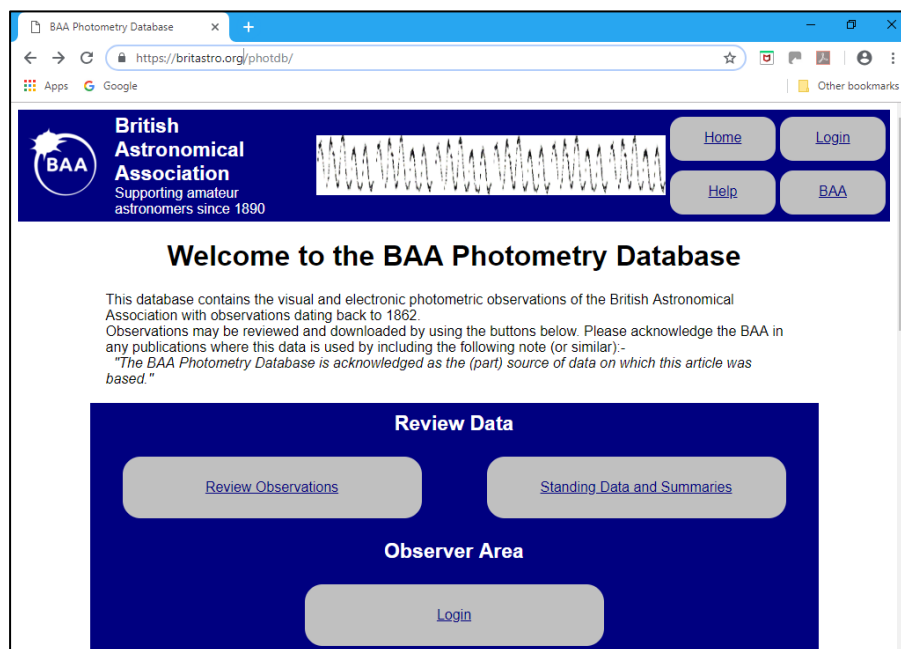 BAA Photometry Database
https://britastro.org/photdb/
Apps Google Other bookmarks
BAA
British
Astronomical
Association
Supporting amateur
astronomers since 1890
Home Login
Help BAA
Welcome to the BAA Photometry Database
This database contains the visual and electronic photometric observations of the British Astronomical
Association with observations dating back to 1862.
Observations may be reviewed and downloaded by using the buttons below. Please acknowledge the BAA in
any publications where this data is used by including the following note (or similar):-
"The BAA Photometry Database is acknowledged as the (part) source of data on which this article was
based."
Review Data
Review Observations Standing Data and Summaries
Observer Area
Login